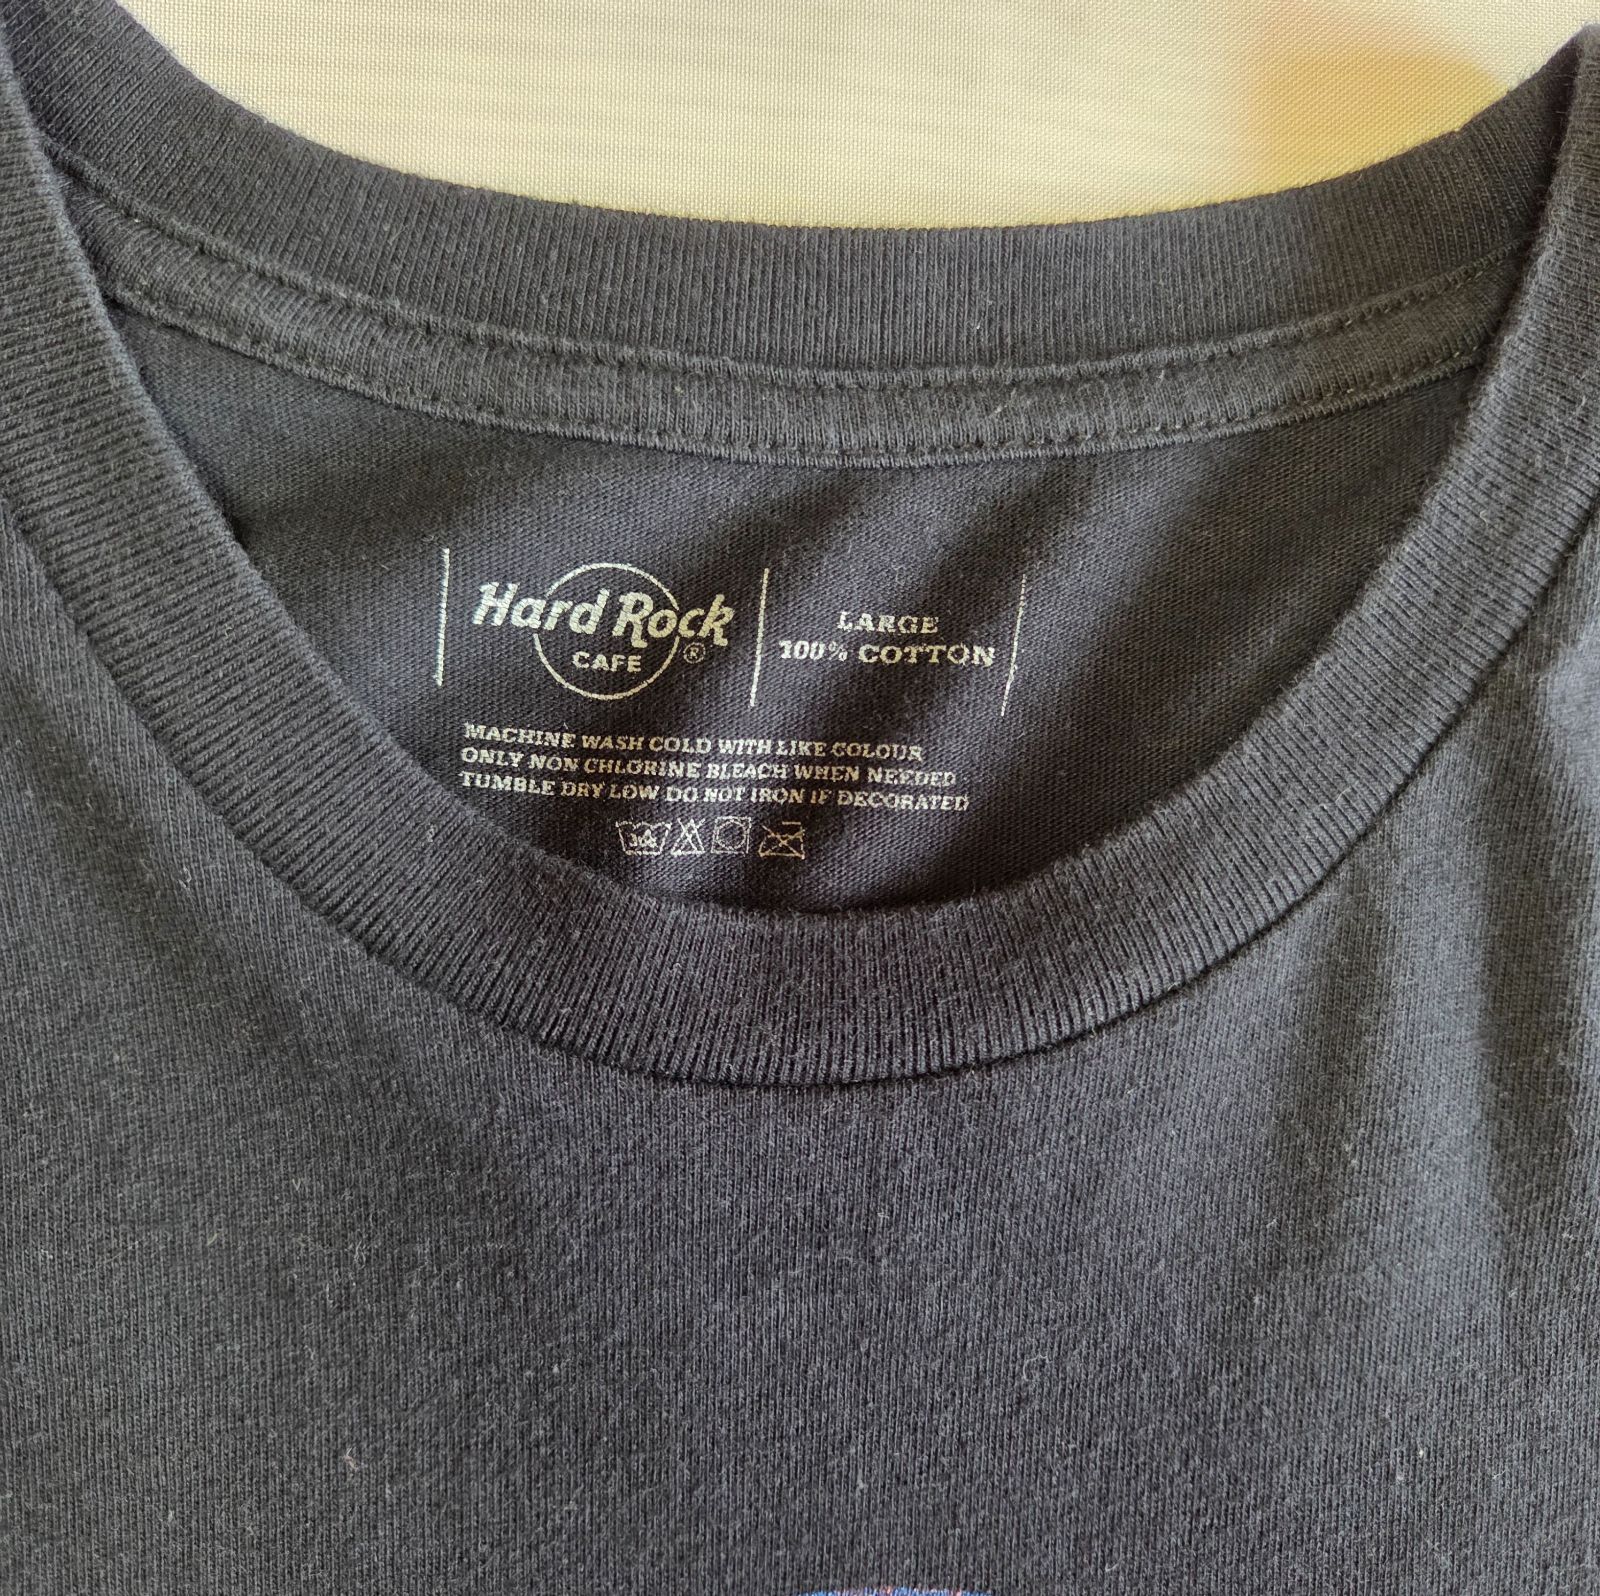 Hard Rock
CAFE ®
LARGE
100% COTTON
MACHINE WASH COLD WITH LIKE COLOUR
ONLY NON CHLORINE BLEACH WHEN NEEDED
TUMBLE DRY LOW DO NOT IRON IF DECORATED